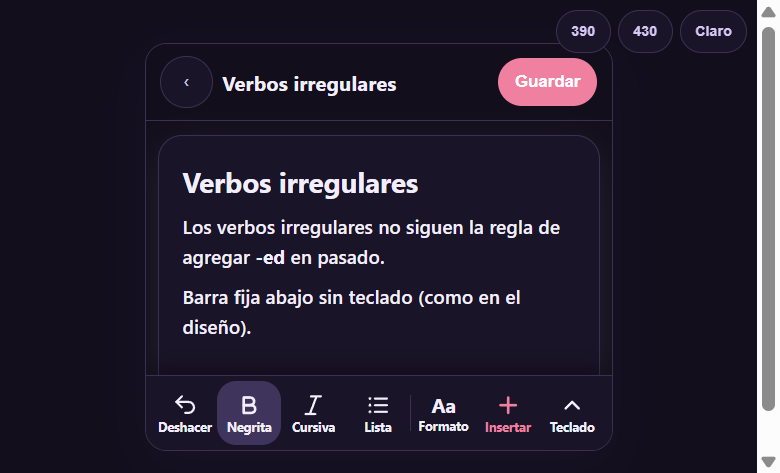 390 430 Claro
‹ Verbos irregulares Guardar
Verbos irregulares
Los verbos irregulares no siguen la regla de
agregar -ed en pasado.
Barra fija abajo sin teclado (como en el
diseño).
Aa
Deshacer Negrita Cursiva Lista Formato Insertar Teclado